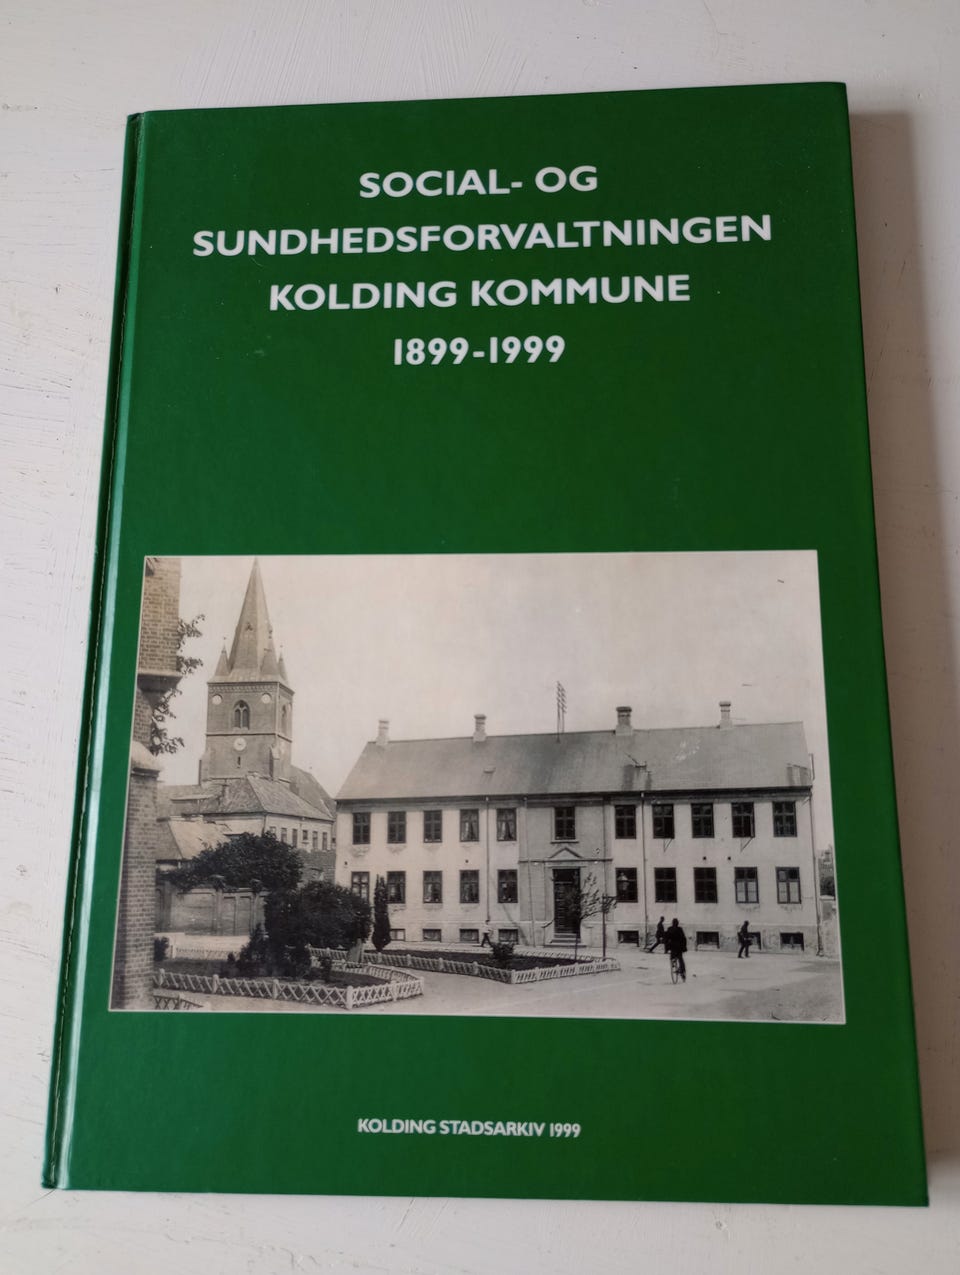 SOCIAL- OG
SUNDHEDSFORVALTNINGEN
KOLDING KOMMUNE
1899-1999
KOLDING STADSARKIV 1999